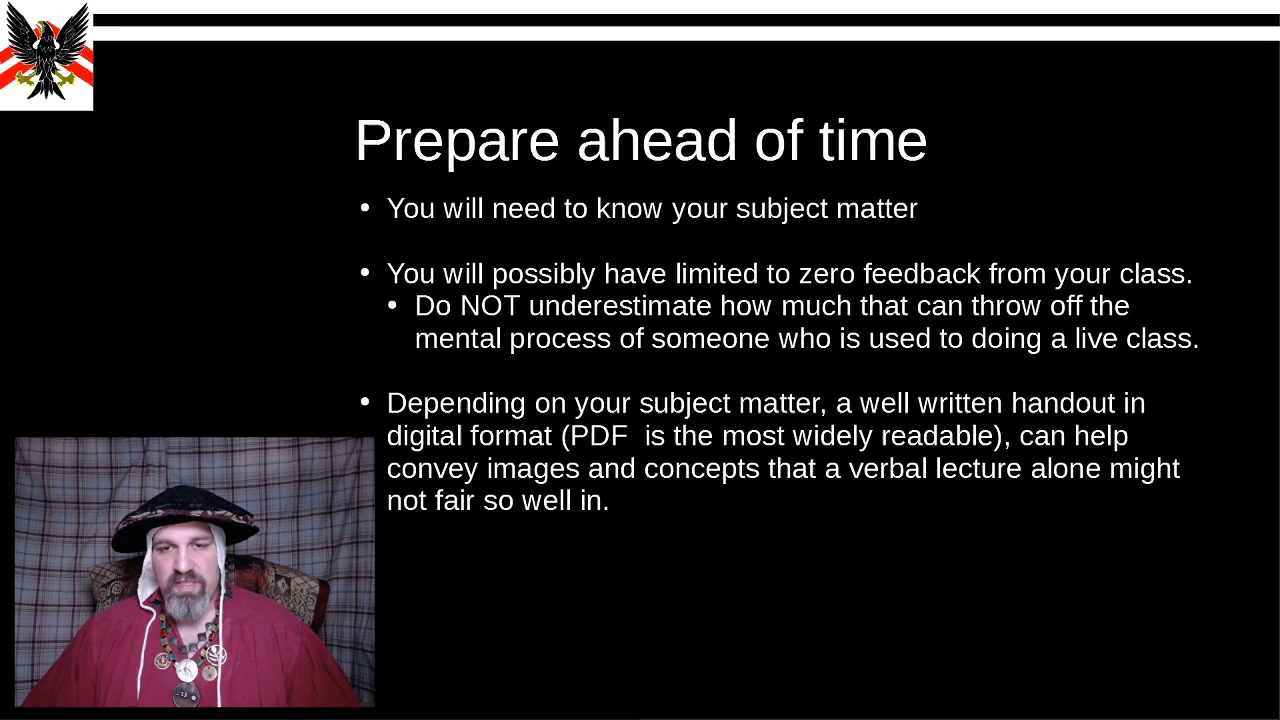 Prepare ahead of time
• You will need to know your subject matter
• You will possibly have limited to zero feedback from your class.
• Do NOT underestimate how much that can throw off the
mental process of someone who is used to doing a live class.
• Depending on your subject matter, a well written handout in
digital format (PDF  is the most widely readable), can help
convey images and concepts that a verbal lecture alone might
not fair so well in.